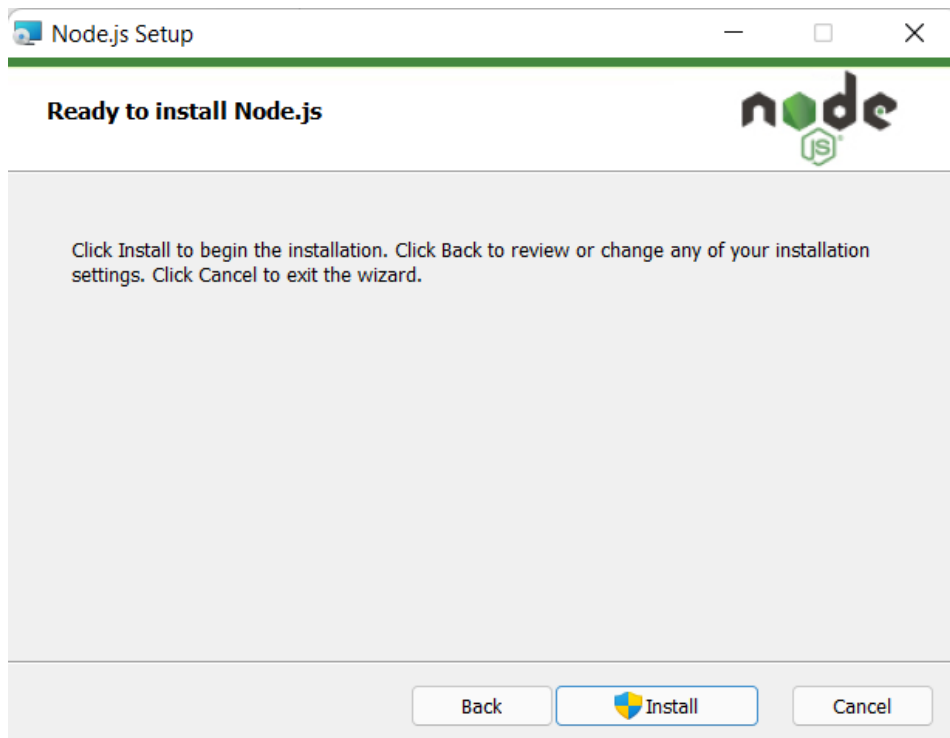 Node.js Setup
Ready to install Node.js
node
JS
Click Install to begin the installation. Click Back to review or change any of your installation
settings. Click Cancel to exit the wizard.
Back
Install
Cancel